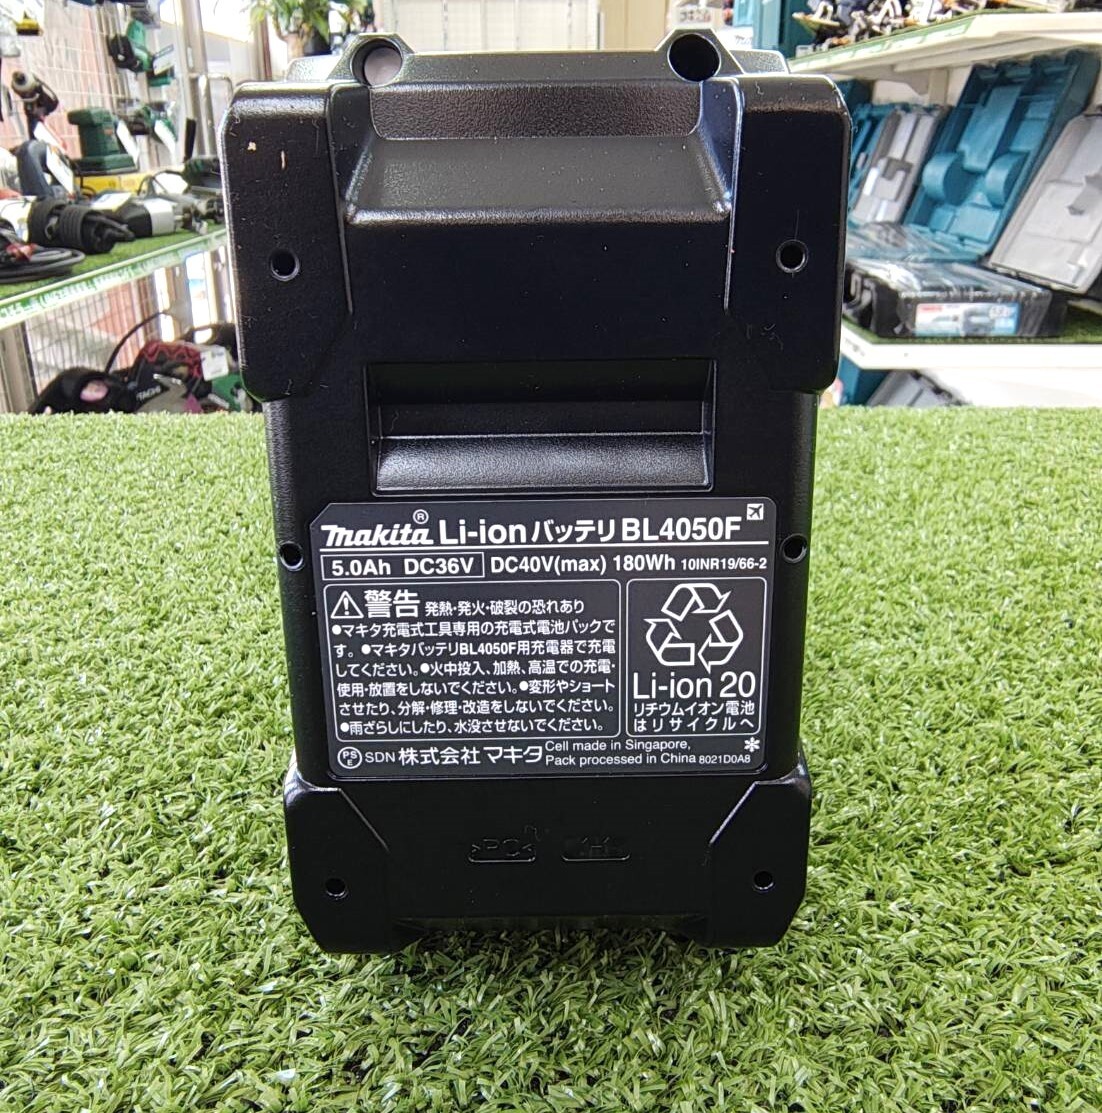 makita® Li-ion バッテリ BL4050F
5.0Ah DC36V DC40V(max) 180Wh 10INR19/66-2
警告 発熱・発火・破裂の恐れあり
●マキタ充電式工具専用の充電式電池パックで
す。●マキタバッテリBL4050F用充電器で充電
してください。●火中投入、加熱、高温での充電・
使用・放置をしないでください。●変形やショート
させたり、分解・修理・改造をしないでください。
●雨ざらしにしたり、水没させないでください。
Li-ion 20
リチウムイオン電池
はリサイクルへ
PSE SDN 株式会社 マキタ Cell made in Singapore,
Pack processed in China 8021D0A8
>PC<